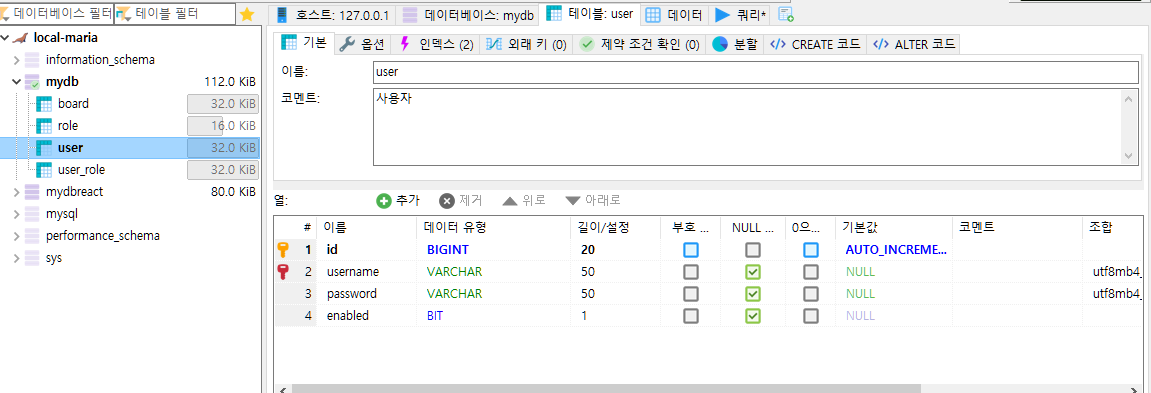 데이터베이스 필터 테이블 필터
호스트: 127.0.0.1 데이터베이스: mydb 테이블: user 데이터 쿼리*
local-maria
information_schema
mydb 112.0 KiB
board 32.0 KiB
role 16.0 KiB
user 32.0 KiB
user_role 32.0 KiB
mydbreact 80.0 KiB
mysql
performance_schema
sys
기본 옵션 인덱스 (2) 외래 키 (0) 제약 조건 확인 (0) 분할 CREATE 코드 ALTER 코드
이름: user
코멘트: 사용자
열: 추가 제거 위로 아래로
# 이름 데이터 유형 길이/설정 부호 ... NULL ... 0으... 기본값 코멘트 조합
1 id BIGINT 20 AUTO_INCREME...
2 username VARCHAR 50 NULL utf8mb4_
3 password VARCHAR 50 NULL utf8mb4_
4 enabled BIT 1 NULL